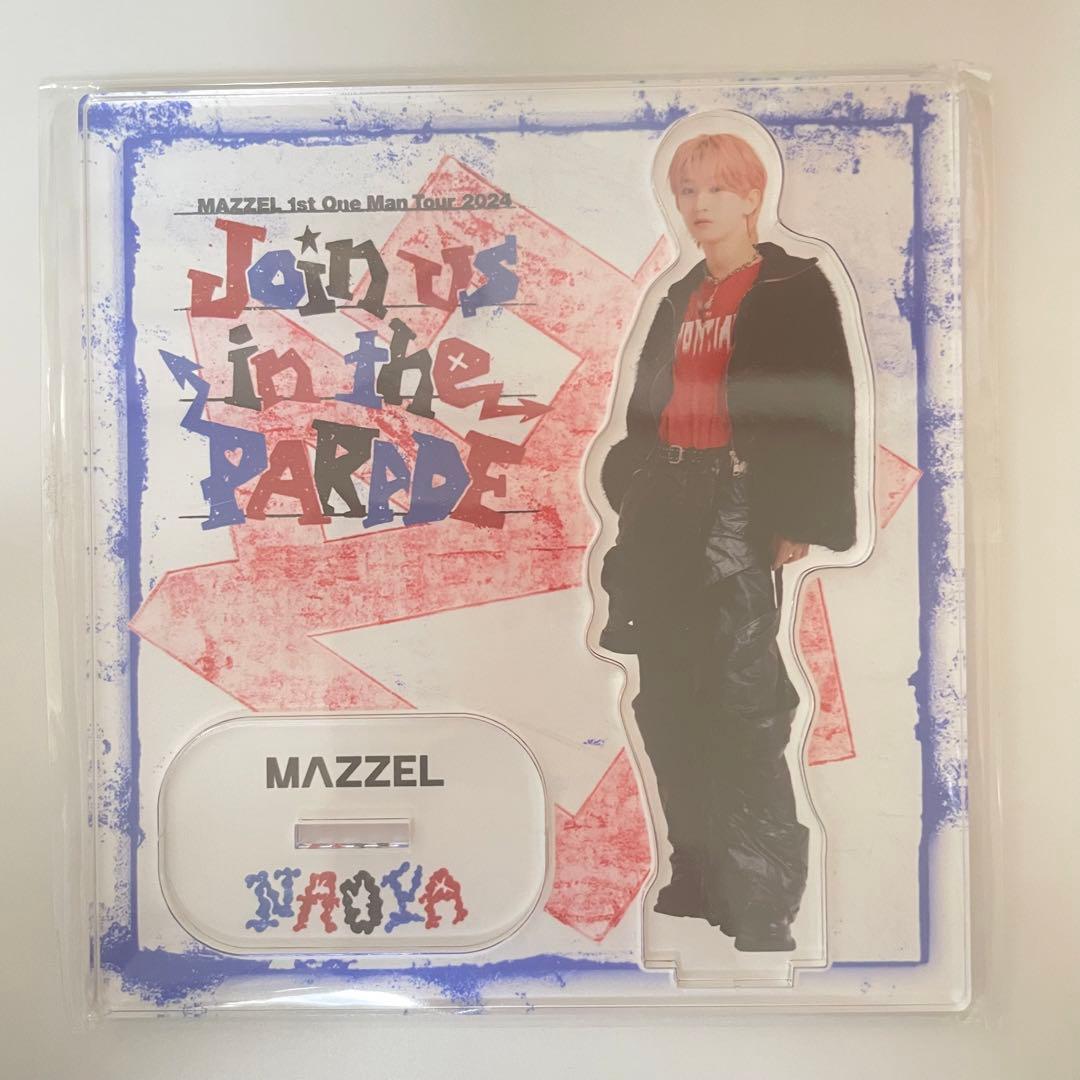 MAZZEL 1st One Man Tour 2024
Join us
in the
PARADE
MAZZEL
NAOYA